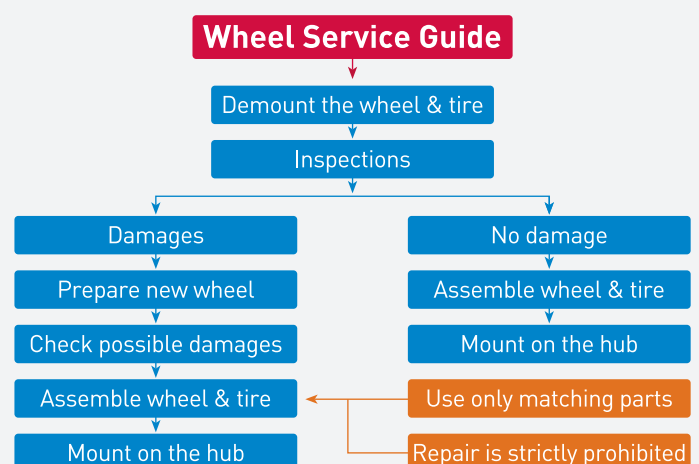 Wheel Service Guide
Demount the wheel & tire
Inspections
Damages
No damage
Prepare new wheel
Assemble wheel & tire
Check possible damages
Mount on the hub
Assemble wheel & tire
Use only matching parts
Mount on the hub
Repair is strictly prohibited